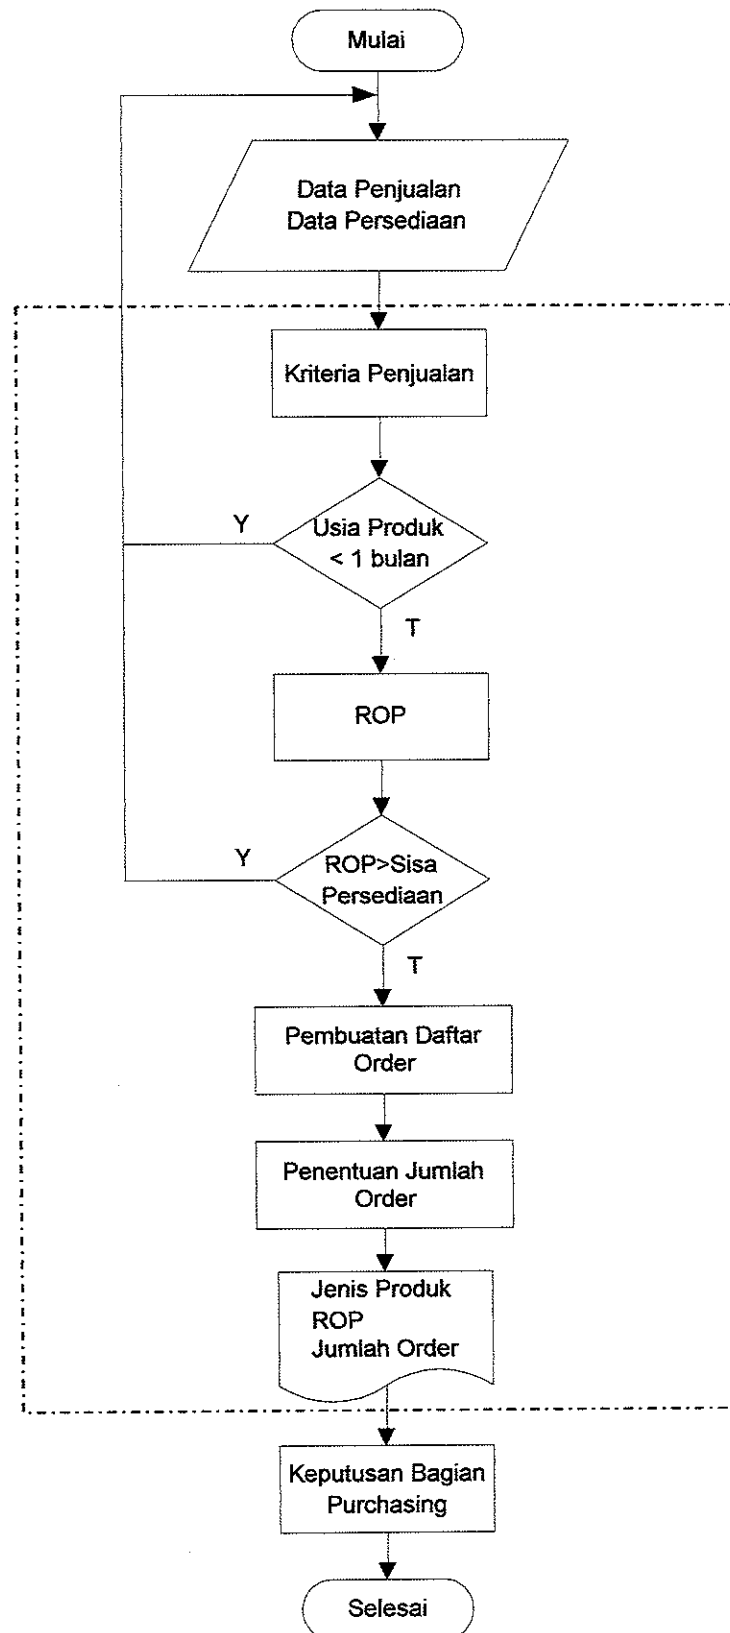 Mulai
Data Penjualan
Data Persediaan
Kriteria Penjualan
Y
Usia Produk
< 1 bulan
T
ROP
Y
ROP>Sisa
Persediaan
T
Pembuatan Daftar
Order
Penentuan Jumlah
Order
Jenis Produk
ROP
Jumlah Order
Keputusan Bagian
Purchasing
Selesai